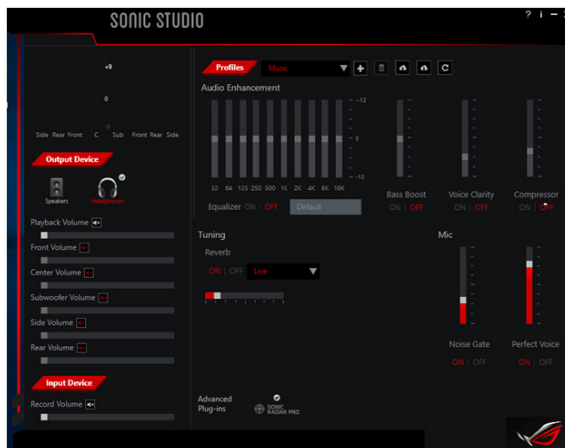 SONIC STUDIO
? i –
+9
0
Side Rear Front C Sub Front Rear Side
Output Device
Speakers Headphones
Playback Volume
Front Volume
Center Volume
Subwoofer Volume
Side Volume
Rear Volume
Input Device
Record Volume
Profiles Music
Audio Enhancement
+12
0
-12
32 64 125 250 500 1K 2K 4K 8K 16K
Equalizer ON | OFF Default
Bass Boost Voice Clarity Compressor
ON | OFF ON | OFF ON | OFF
Tuning
Reverb
ON | OFF Live
Mic
Noise Gate Perfect Voice
ON | OFF ON | OFF
Advanced
Plug-ins
SONIC
RADAR PRO